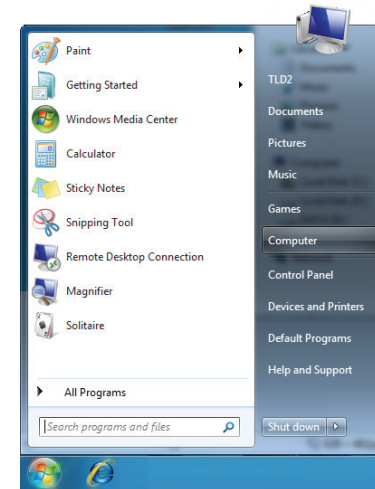 Paint
Getting Started
Windows Media Center
Calculator
Sticky Notes
Snipping Tool
Remote Desktop Connection
Magnifier
Solitaire
All Programs
Search programs and files
TLD2
Documents
Pictures
Music
Games
Computer
Control Panel
Devices and Printers
Default Programs
Help and Support
Shut down